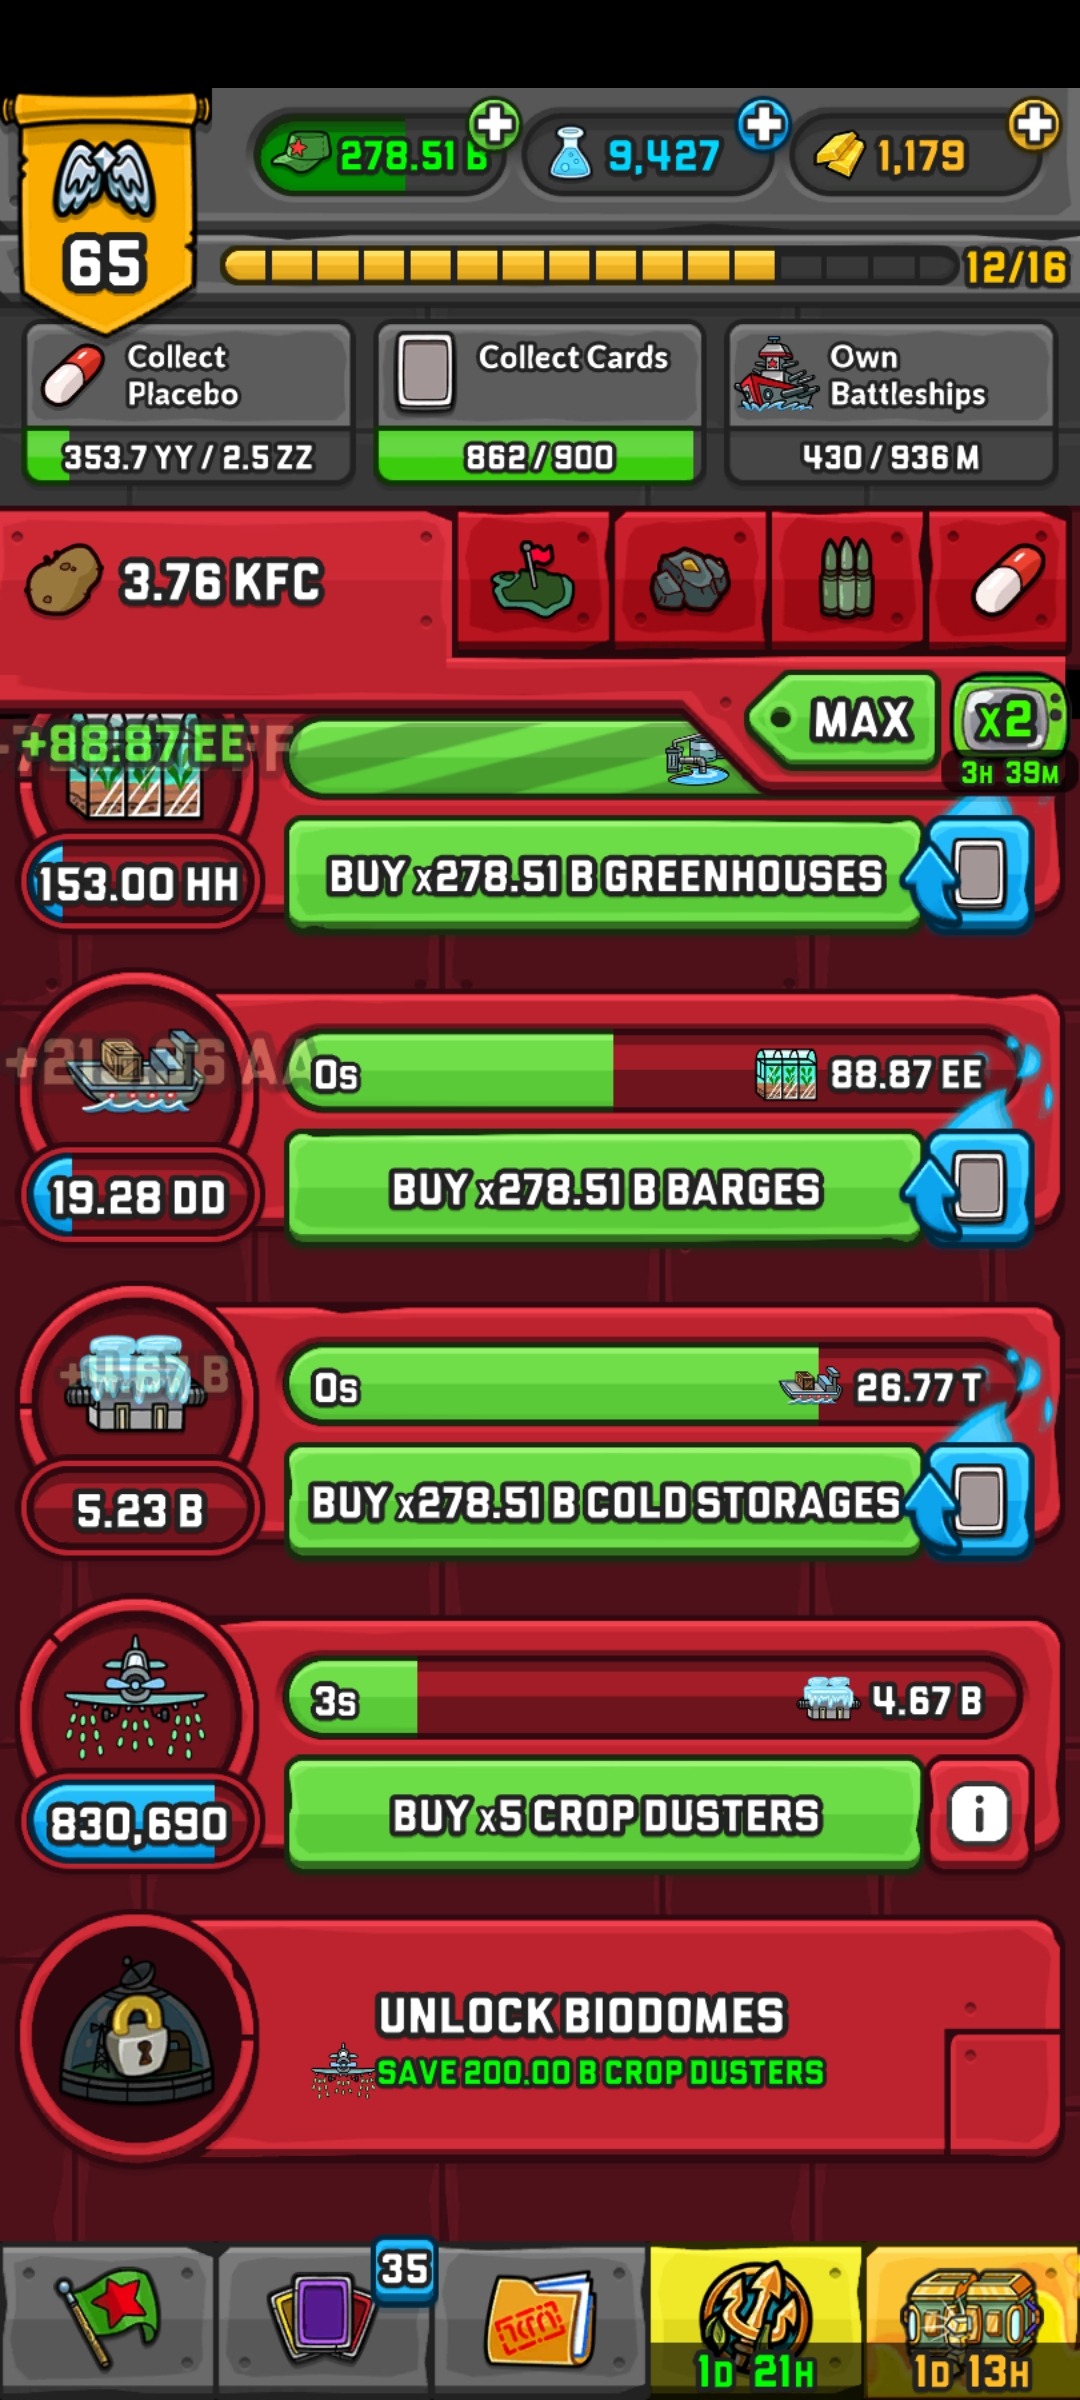 278.51 B
9,427
1,179
65
12/16
Collect
Placebo
353.7 YY / 2.5 ZZ
Collect Cards
862/900
Own
Battleships
430 / 936 M
3.76 KFC
MAX
x2
3H 39M
+88.87 EE
153.00 HH
BUY x278.51 B GREENHOUSES
0s
88.87 EE
19.28 DD
BUY x278.51 B BARGES
+4.67 B
0s
26.77 T
5.23 B
BUY x278.51 B COLD STORAGES
3s
4.67 B
830,690
BUY x5 CROP DUSTERS
i
UNLOCK BIODOMES
SAVE 200.00 B CROP DUSTERS
35
1D 21H
1D 13H